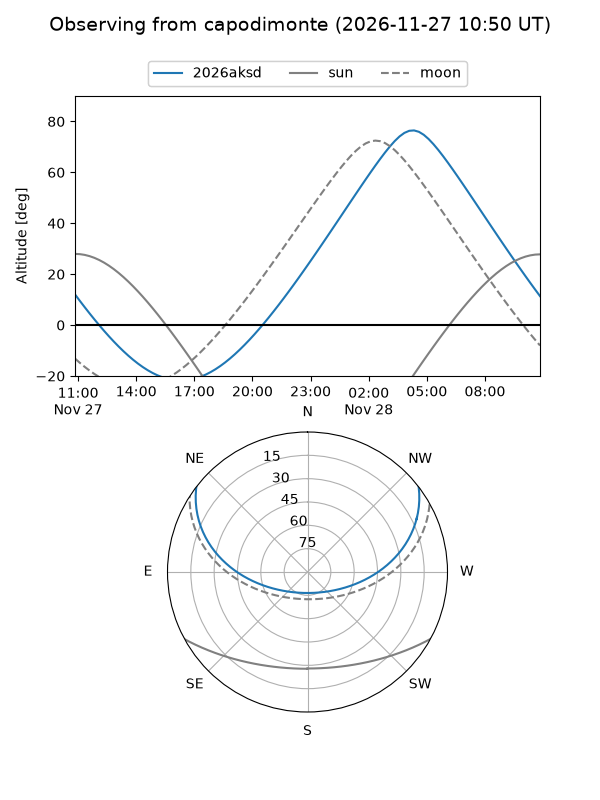 Observing from capodimonte (2026-11-27 10:50 UT)
2026aksd sun moon
Altitude [deg]
80
60
40
20
0
−20
11:00 14:00 17:00 20:00 23:00 02:00 05:00 08:00
Nov 27 Nov 28
N
NE NW
15
30
45
60
75
E W
SE SW
S